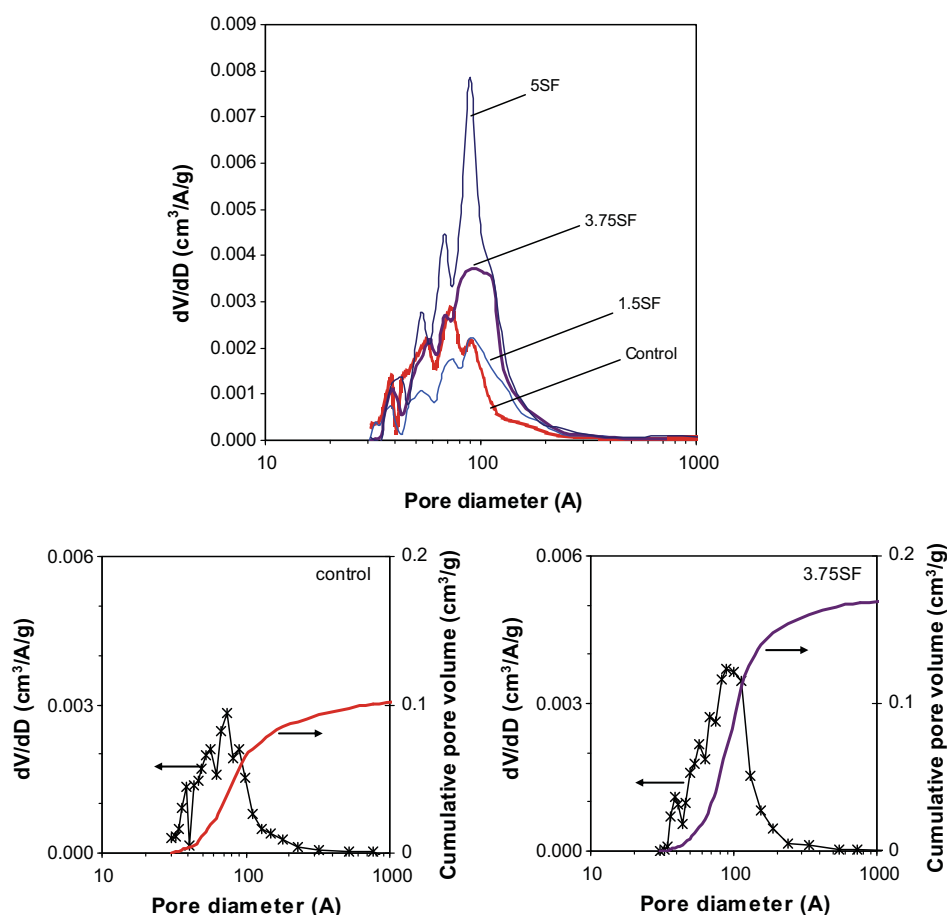 0.009
0.008
0.007
0.006
0.005
0.004
0.003
0.002
0.001
0.000
dV/dD (cm³/A/g)
5SF
3.75SF
1.5SF
Control
10 100 1000
Pore diameter (A)
0.006
0.003
0.000
dV/dD (cm³/A/g)
control
0.2
0.1
0
Cumulative pore volume (cm³/g)
10 100 1000
Pore diameter (A)
0.006
0.003
0.000
dV/dD (cm³/A/g)
3.75SF
0.2
0.1
0
Cumulative pore volume (cm³/g)
10 100 1000
Pore diameter (A)